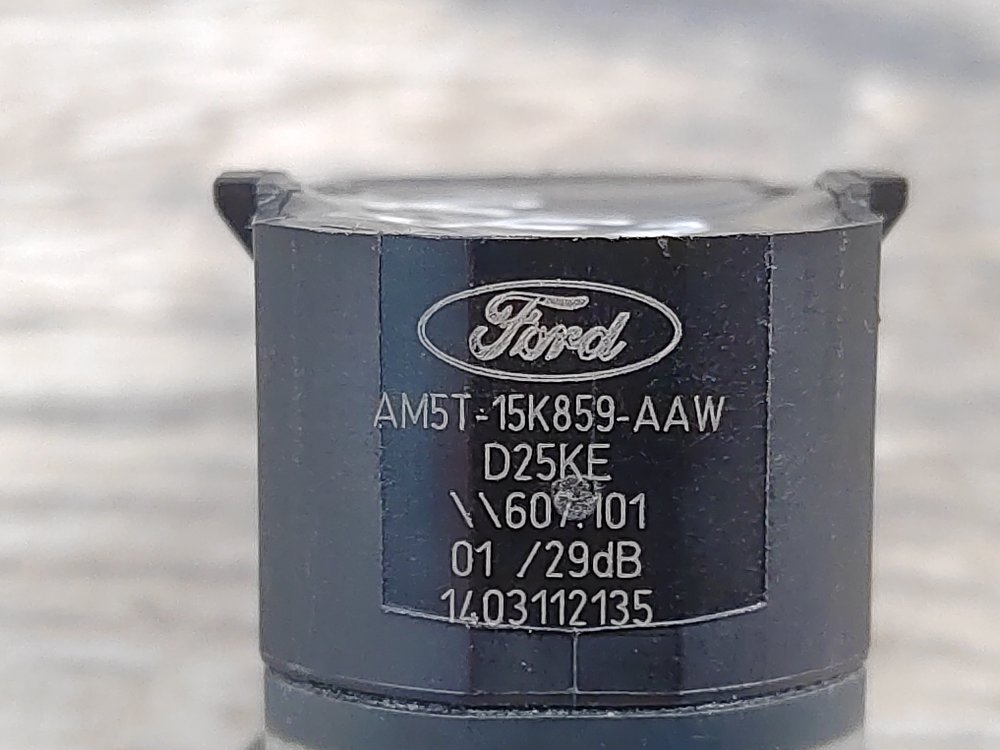 Ford
AM5T-15K859-AAW
D25KE
\\607.101
01 /29dB
1403112135